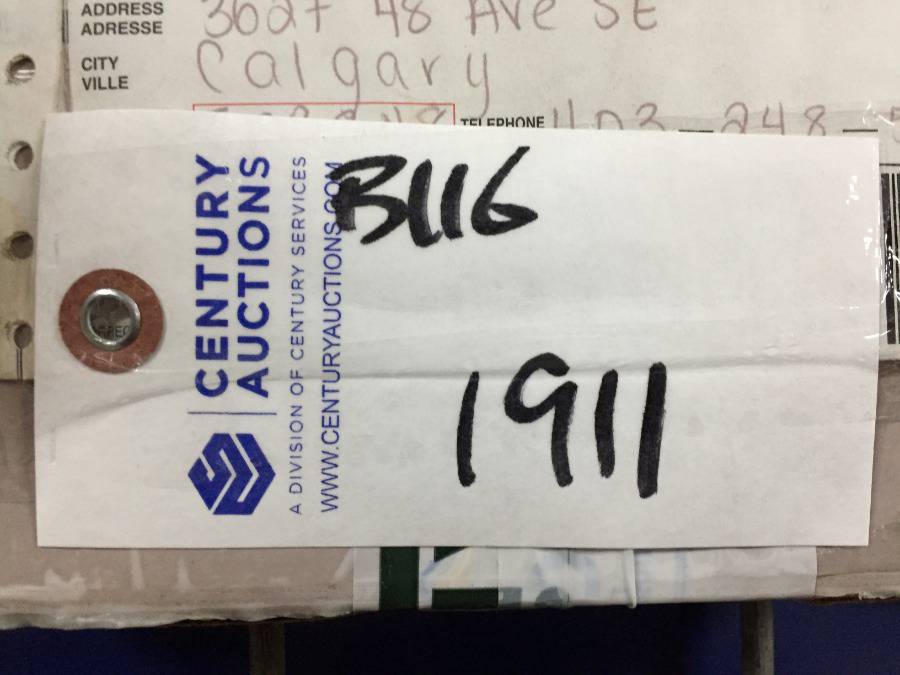 ADDRESS 3627 48 Ave SE
ADRESSE
CITY Calgary
VILLE
TELEPHONE 403 - 248 -
CENTURY
AUCTIONS
A DIVISION OF CENTURY SERVICES
WWW.CENTURYAUCTIONS.COM
B116
1911